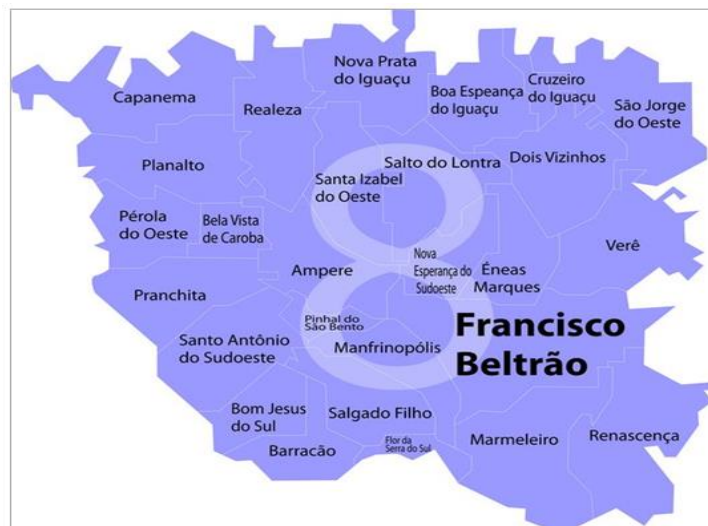 Nova Prata
do Iguaçu
Capanema
Realeza
Boa Espeança
do Iguaçu
Cruzeiro
do Iguaçu
São Jorge
do Oeste
Planalto
Santa Izabel
do Oeste
Salto do Lontra
Dois Vizinhos
Pérola
do Oeste
Bela Vista
de Caroba
Verê
8
Ampere
Nova
Esperança do
Sudoeste
Éneas
Marques
Pranchita
Pinhal do
São Bento
Santo Antônio
do Sudoeste
Manfrinopólis
Francisco
Beltrão
Bom Jesus
do Sul
Salgado Filho
Barracão
Flor da
Serra do Sul
Marmeleiro
Renascença